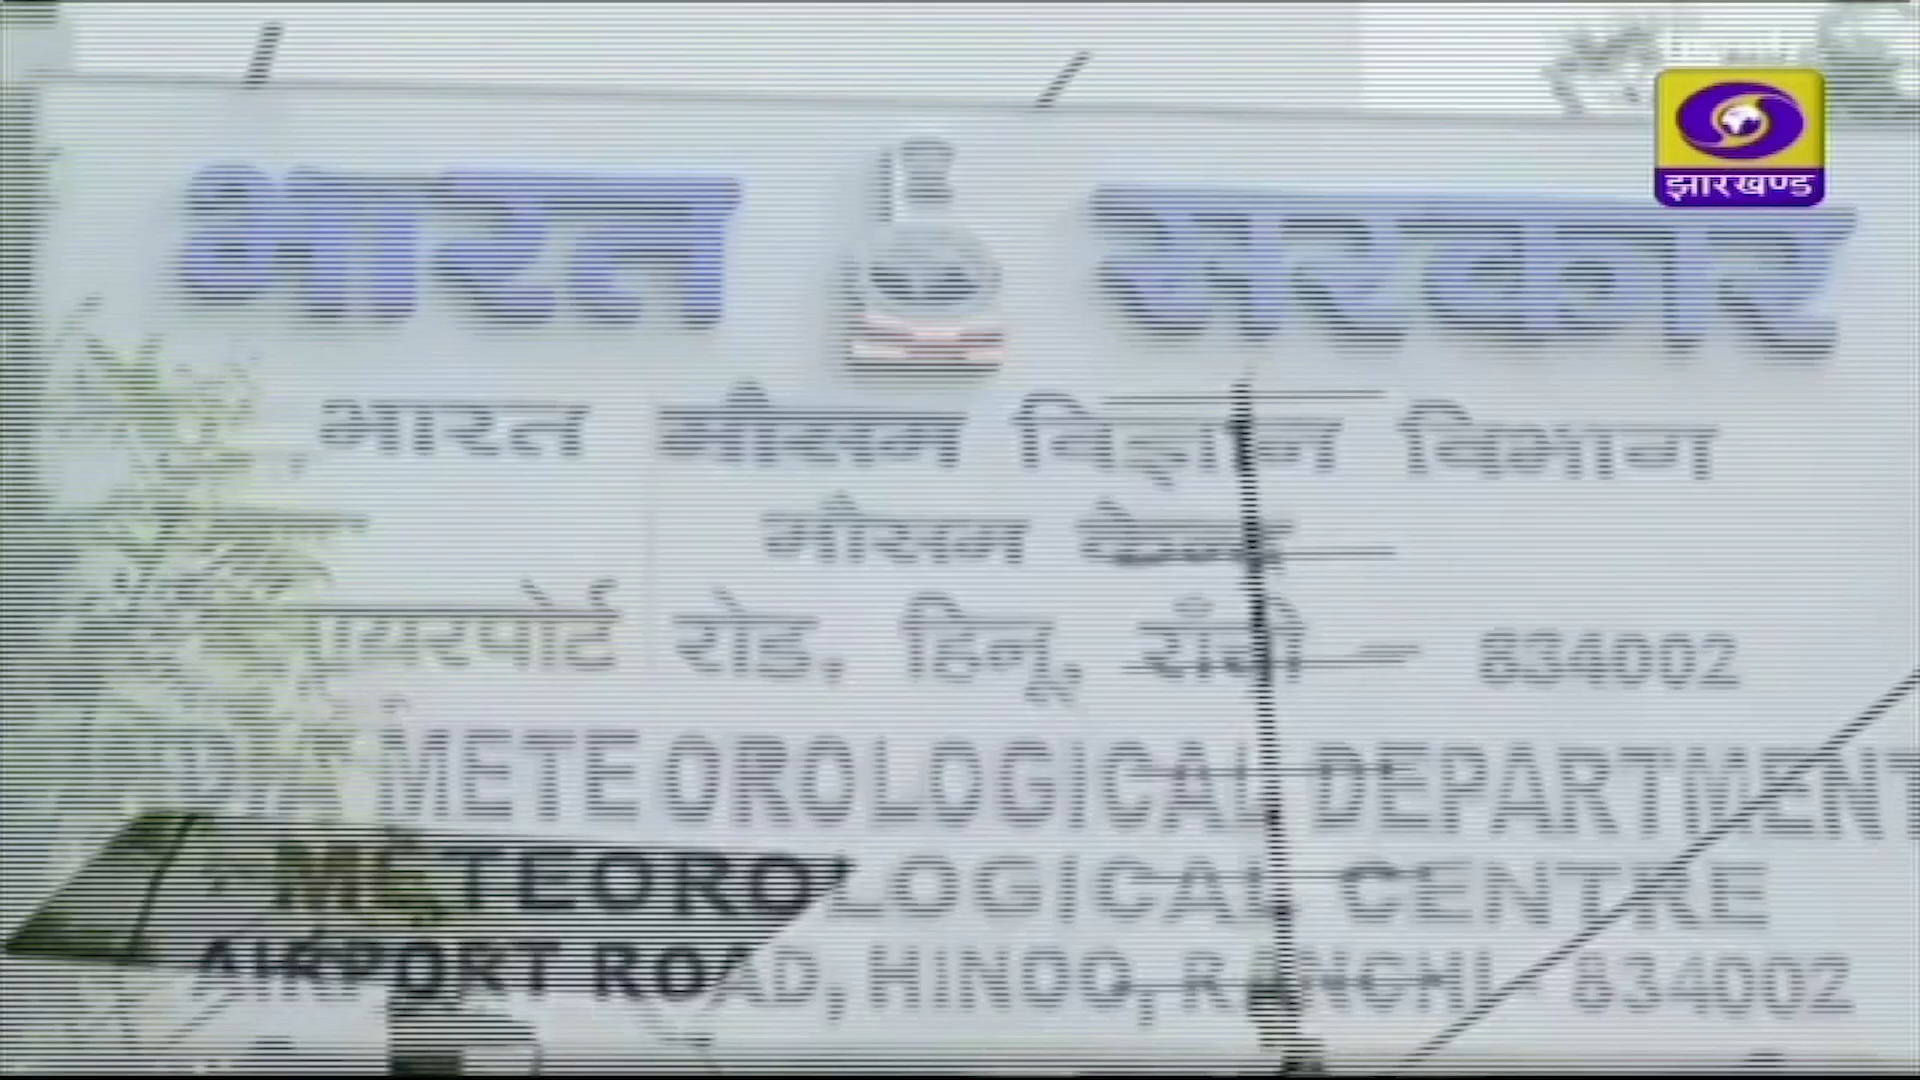 झारखण्ड
भारत सरकार
भारत मौसम विज्ञान विभाग
मौसम केन्द्र
एयरपोर्ट रोड, हिनू, राँची - 834002
METEOROLOGICAL DEPARTMENT
METEOROLOGICAL CENTRE
AIRPORT ROAD, HINOO, RANCHI - 834002